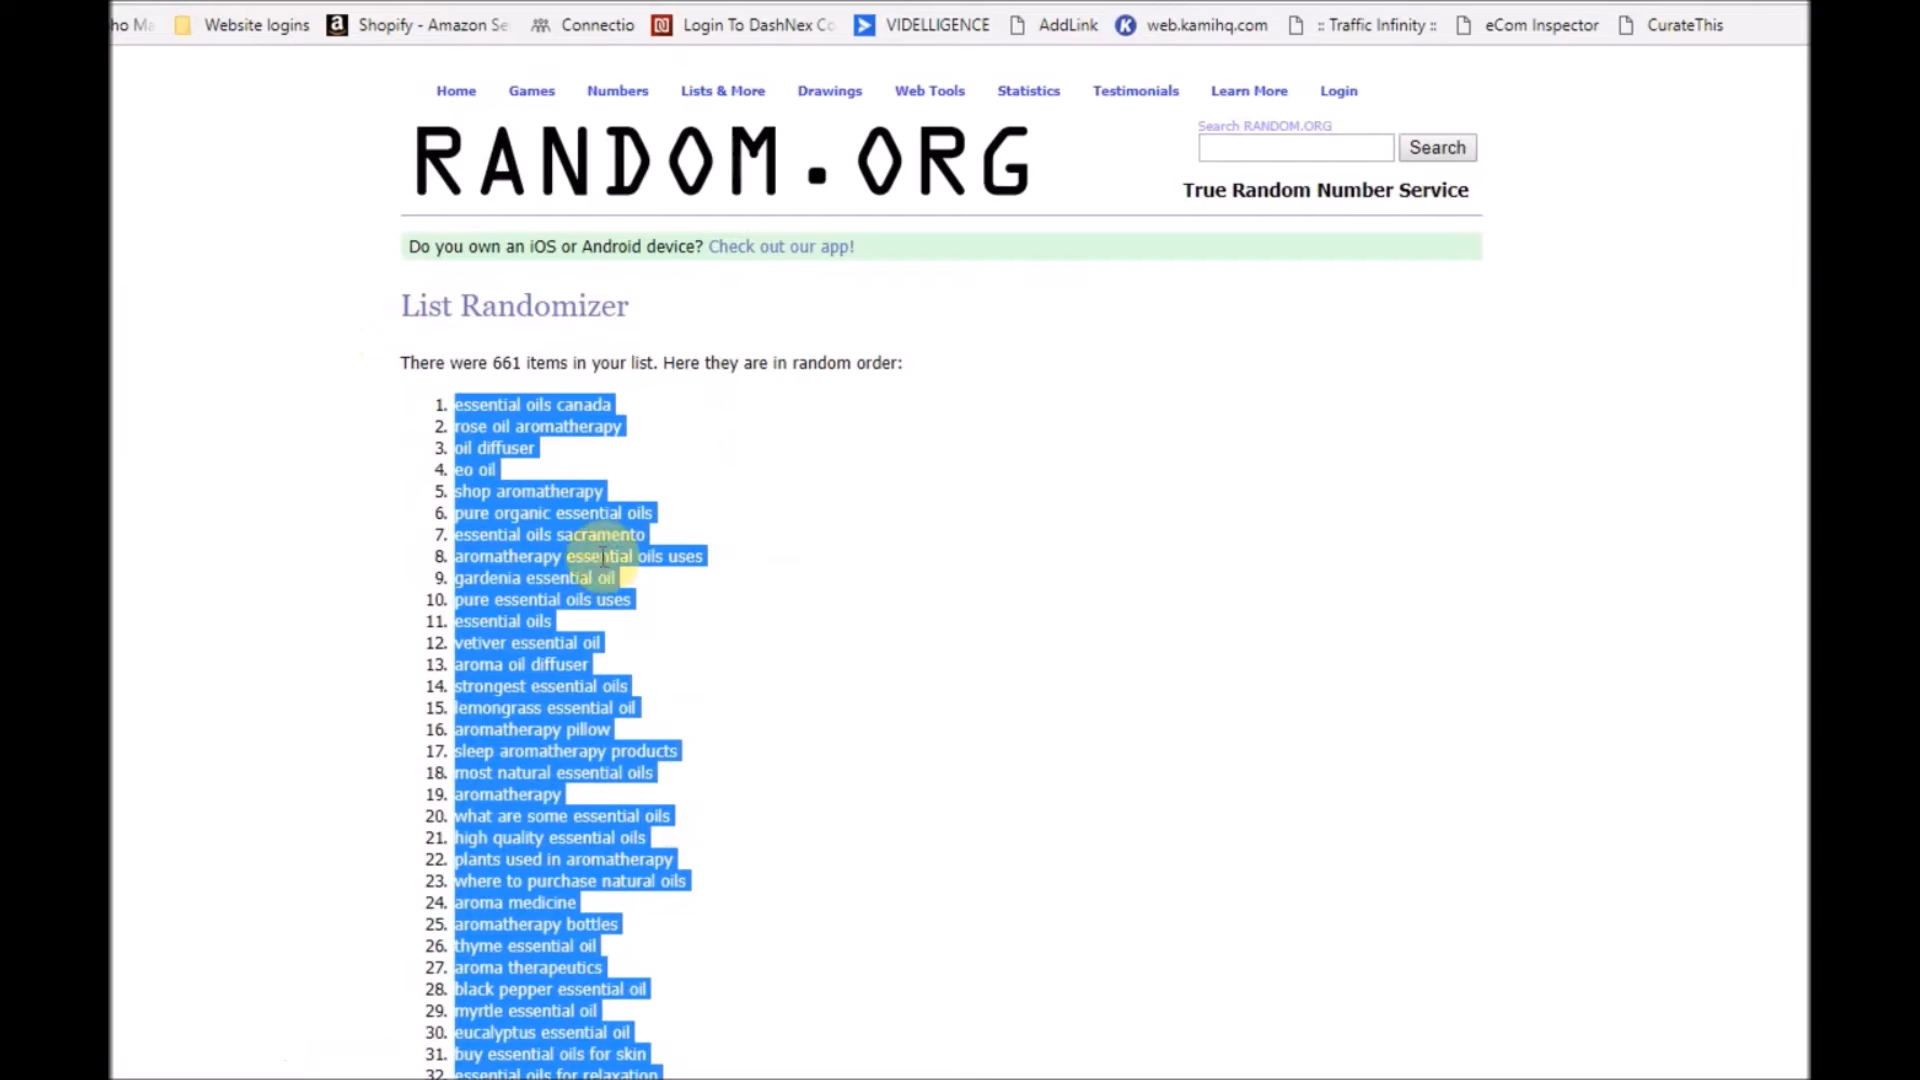 ho Ma Website logins Shopify - Amazon Se Connectio Login To DashNex Co VIDELLIGENCE AddLink web.kamihq.com :: Traffic Infinity :: eCom Inspector CurateThis
Home Games Numbers Lists & More Drawings Web Tools Statistics Testimonials Learn More Login
RANDOM.ORG
Search RANDOM.ORG
Search
True Random Number Service
Do you own an iOS or Android device? Check out our app!
List Randomizer
There were 661 items in your list. Here they are in random order:
1. essential oils canada
2. rose oil aromatherapy
3. oil diffuser
4. eo oil
5. shop aromatherapy
6. pure organic essential oils
7. essential oils sacramento
8. aromatherapy essential oils uses
9. gardenia essential oil
10. pure essential oils uses
11. essential oils
12. vetiver essential oil
13. aroma oil diffuser
14. strongest essential oils
15. lemongrass essential oil
16. aromatherapy pillow
17. sleep aromatherapy products
18. most natural essential oils
19. aromatherapy
20. what are some essential oils
21. high quality essential oils
22. plants used in aromatherapy
23. where to purchase natural oils
24. aroma medicine
25. aromatherapy bottles
26. thyme essential oil
27. aroma therapeutics
28. black pepper essential oil
29. myrtle essential oil
30. eucalyptus essential oil
31. buy essential oils for skin
32. essential oils for relaxation